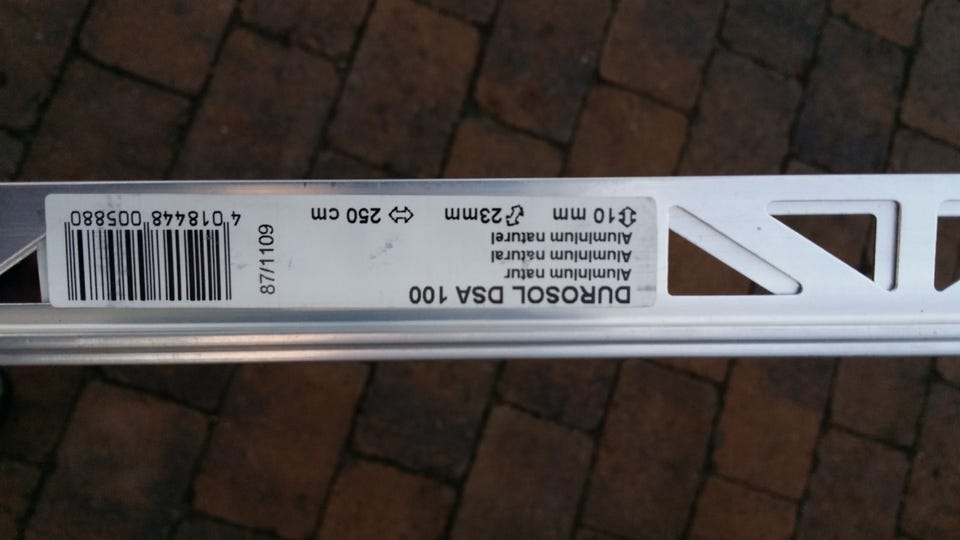 DUROSOL DSA 100
Aluminium natur
Aluminium natural
Aluminium naturel
10 mm 23mm 250 cm
87/1109
4 018448 005880